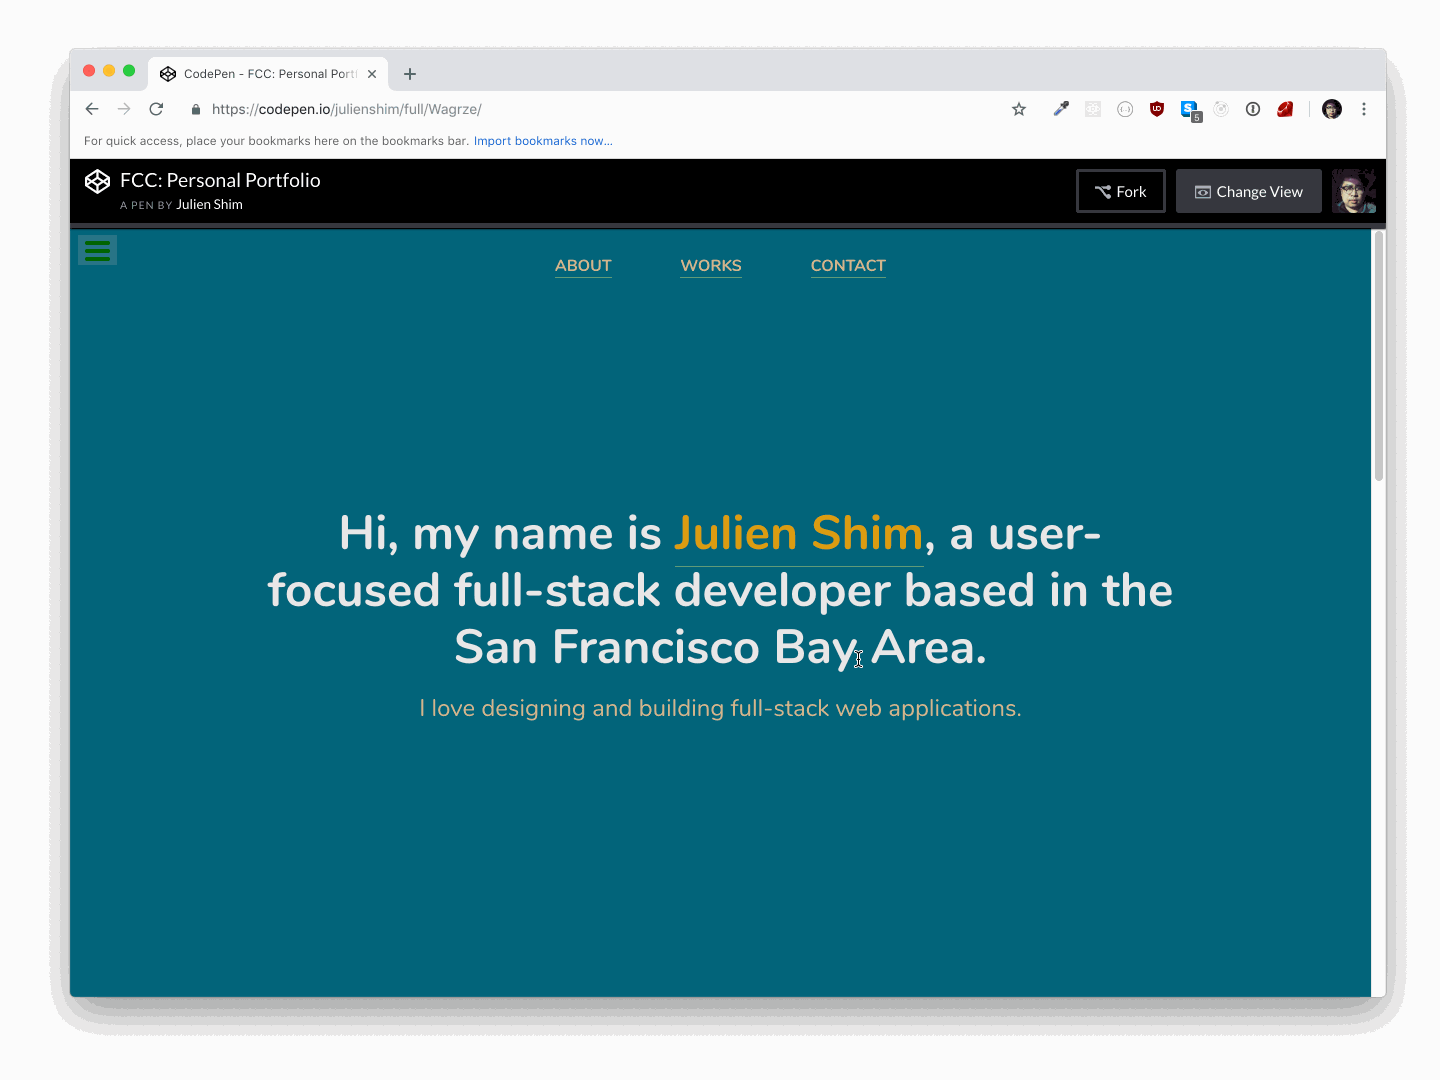 CodePen - FCC: Personal Port
https://codepen.io/julienshim/full/Wagrze/
5
For quick access, place your bookmarks here on the bookmarks bar. Import bookmarks now...
FCC: Personal Portfolio
A PEN BY Julien Shim
Fork
Change View
ABOUT WORKS CONTACT
Hi, my name is Julien Shim, a user-
focused full-stack developer based in the
San Francisco Bay Area.
I love designing and building full-stack web applications.